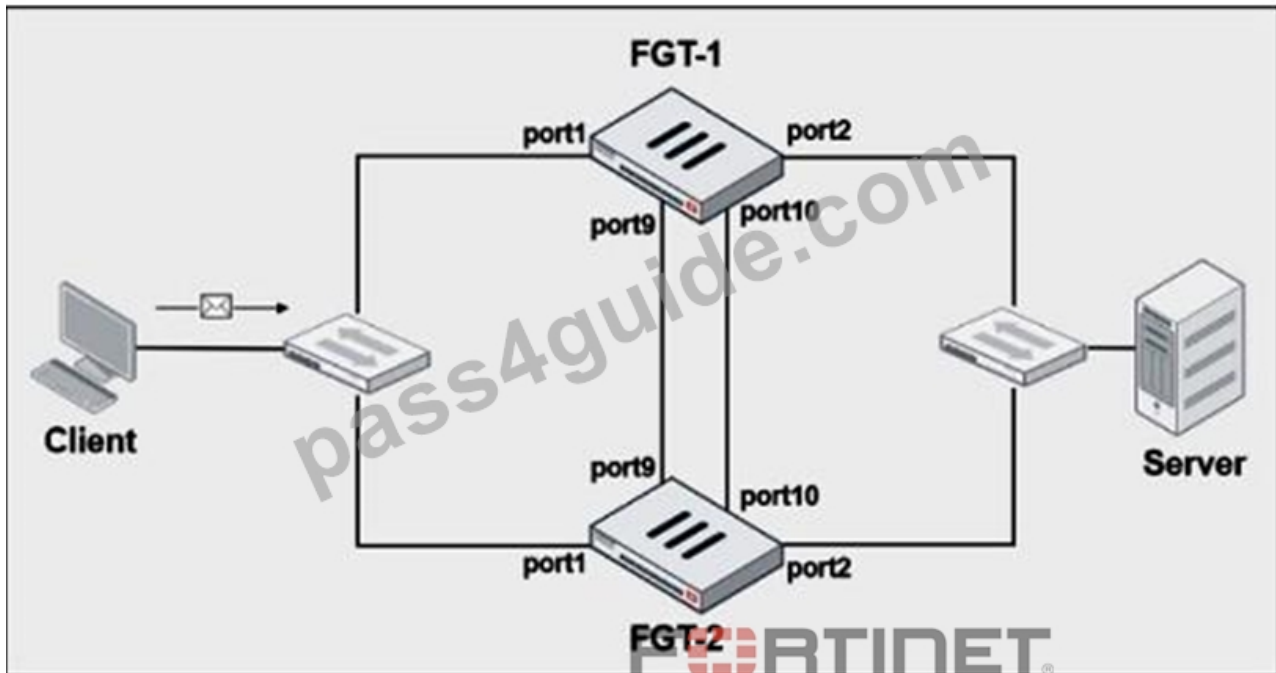 FGT-1
port1
port2
port9
port10
pass4guide.com
Client
Server
port9
port10
port1
port2
FGT-2
FORTINET